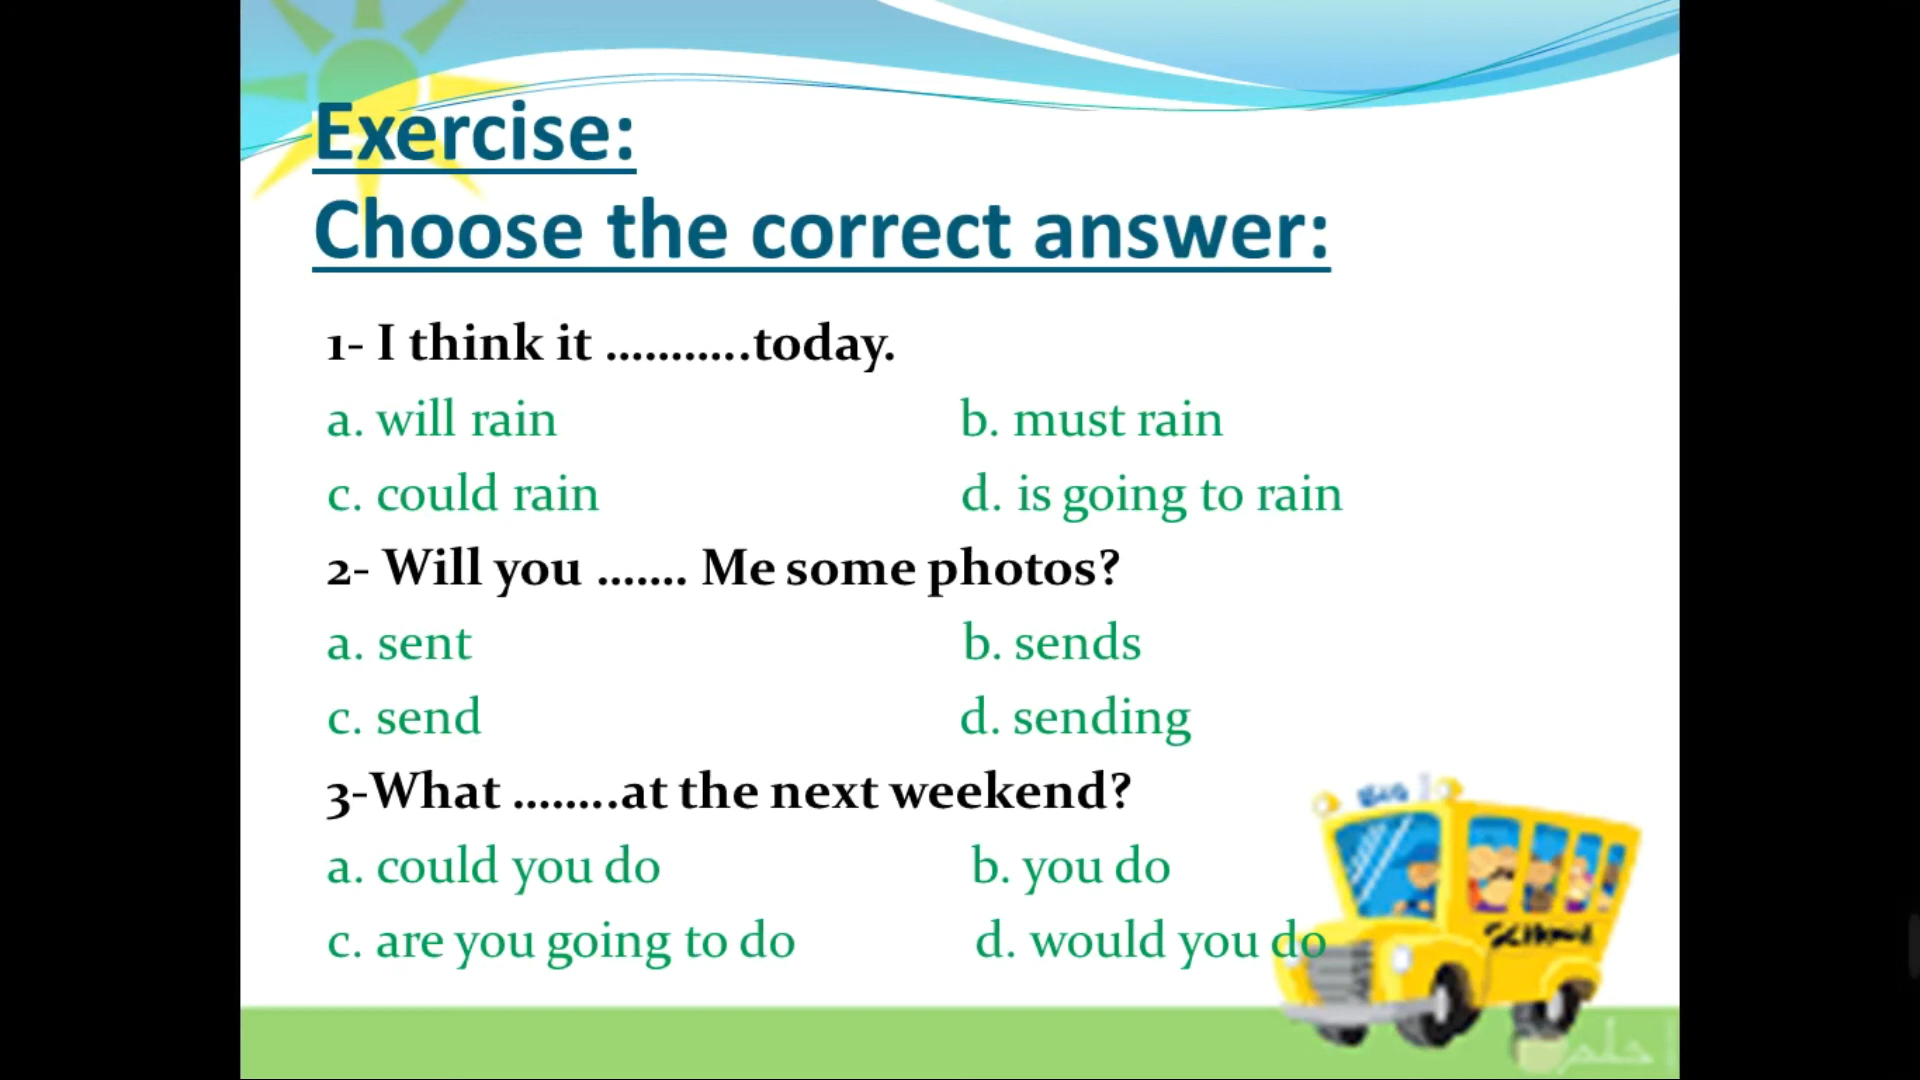 Exercise:
Choose the correct answer:
1- I think it ...........today.
a. will rain b. must rain
c. could rain d. is going to rain
2- Will you ....... Me some photos?
a. sent b. sends
c. send d. sending
3-What ........at the next weekend?
a. could you do b. you do
c. are you going to do d. would you do
SCHOOL